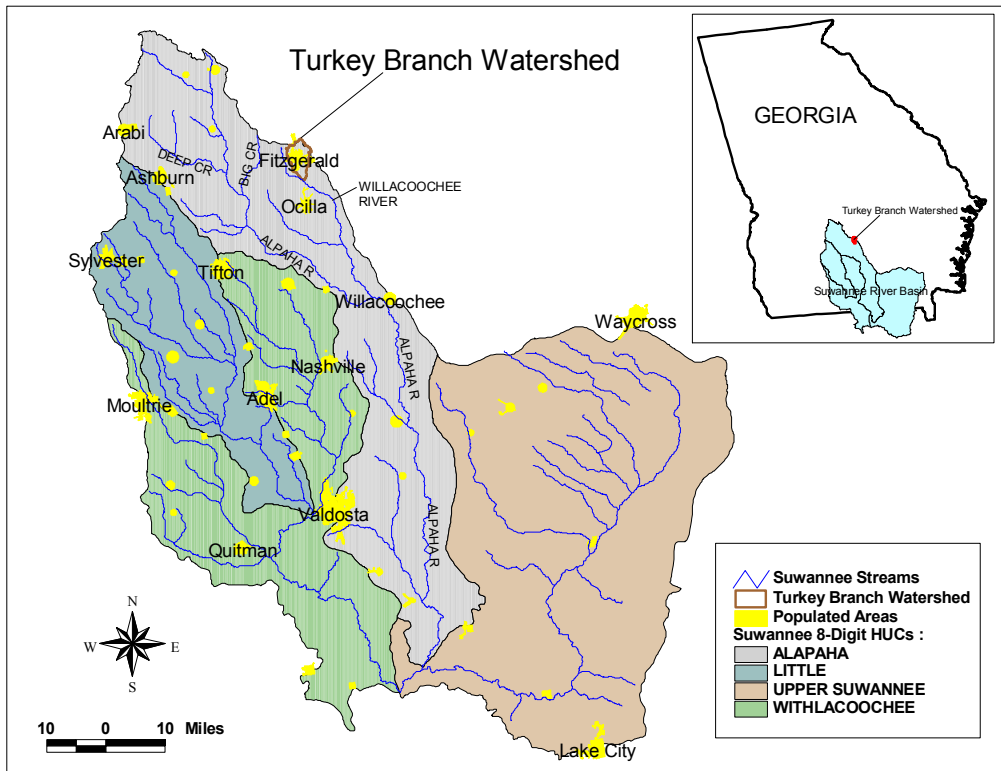 Turkey Branch Watershed
GEORGIA
Turkey Branch Watershed
Suwannee River Basin
Arabi
DEEP CR
BIG CR
Fitzgerald
Ashburn
WILLACOOCHEE
RIVER
Ocilla
ALPAHA R
Sylvester
Tifton
Willacoochee
Waycross
ALPAHA R
Nashville
Adel
Moultrie
Valdosta
ALPAHA R
Quitman
Lake City
N
W
E
S
10 0 10 Miles
Suwannee Streams
Turkey Branch Watershed
Populated Areas
Suwannee 8-Digit HUCs :
ALAPAHA
LITTLE
UPPER SUWANNEE
WITHLACOOCHEE